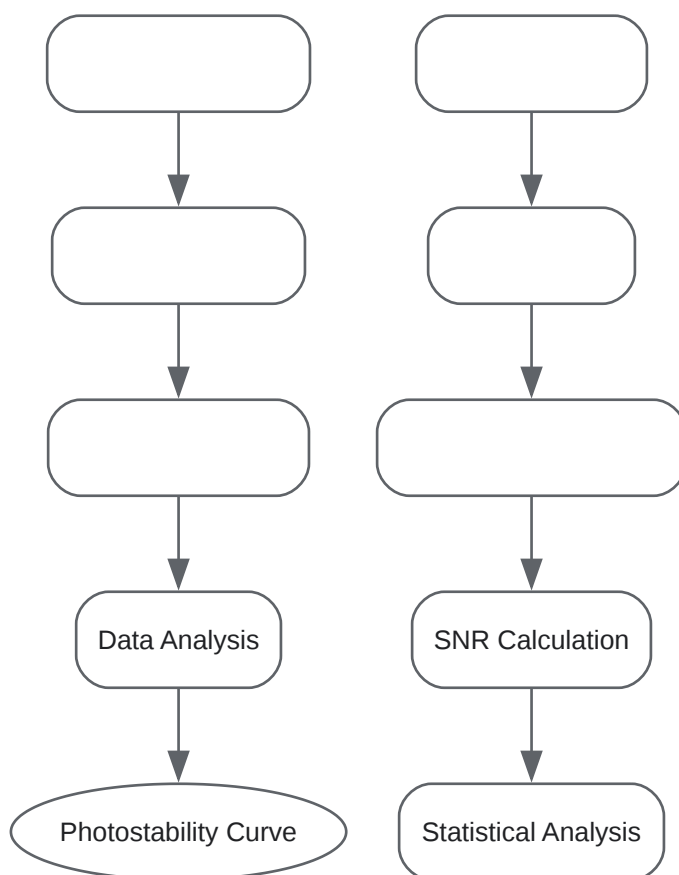 Data Analysis
SNR Calculation
Photostability Curve
Statistical Analysis